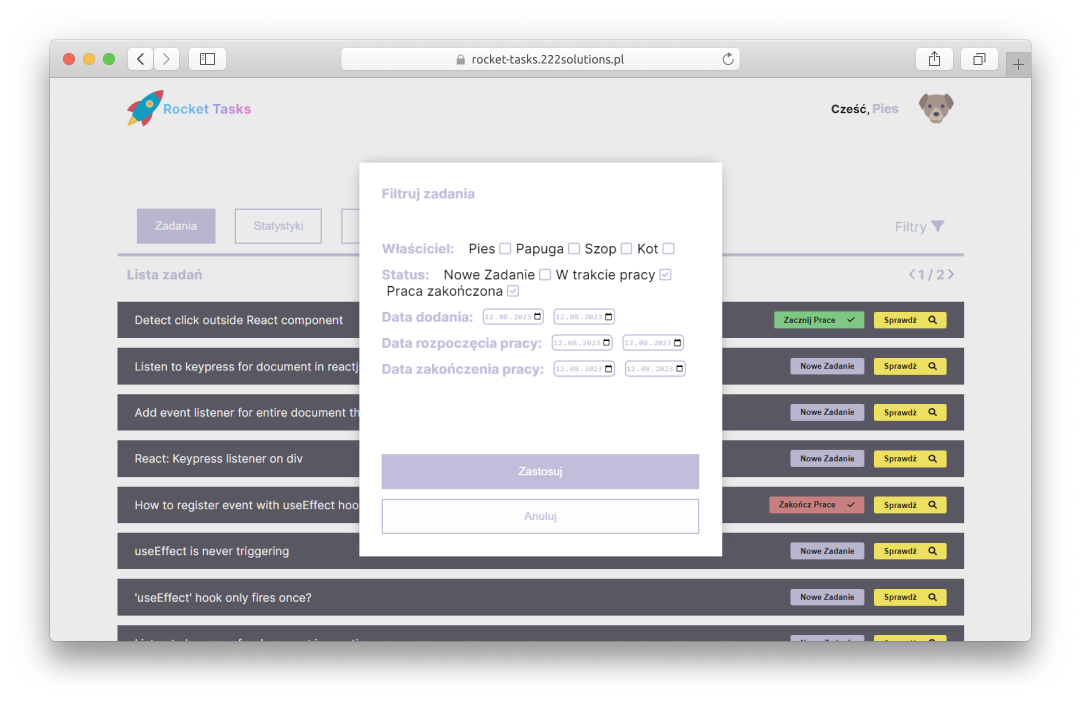 rocket-tasks.222solutions.pl
Rocket Tasks
Cześć, Pies
Zadania
Statystyki
Filtry
Lista zadań
1 / 2
Filtruj zadania
Właściciel: Pies Papuga Szop Kot
Status: Nowe Zadanie W trakcie pracy
Praca zakończona
Data dodania: 12.08.2023 12.08.2023
Data rozpoczęcia pracy: 12.08.2023 12.08.2023
Data zakończenia pracy: 12.08.2023 12.08.2023
Zastosuj
Anuluj
Detect click outside React component Zacznij Prace Sprawdź
Listen to keypress for document in reactj Nowe Zadanie Sprawdź
Add event listener for entire document th Nowe Zadanie Sprawdź
React: Keypress listener on div Nowe Zadanie Sprawdź
How to register event with useEffect hoo Zakończ Prace Sprawdź
useEffect is never triggering Nowe Zadanie Sprawdź
'useEffect' hook only fires once? Nowe Zadanie Sprawdź